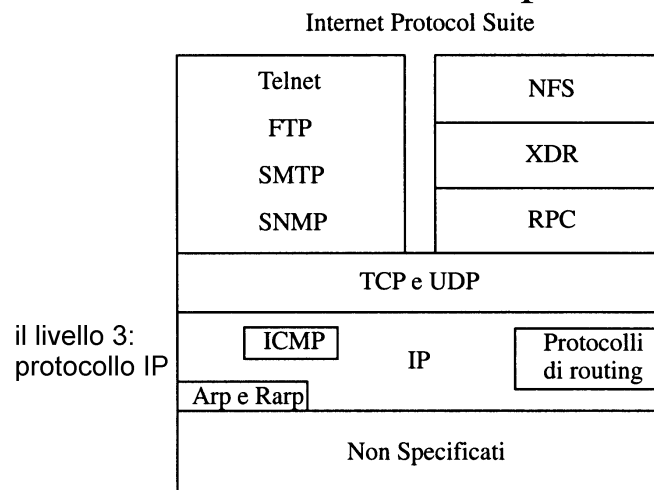 Internet Protocol Suite
Telnet
FTP
SMTP
SNMP
NFS
XDR
RPC
TCP e UDP
il livello 3:
protocollo IP
ICMP
IP
Protocolli
di routing
Arp e Rarp
Non Specificati